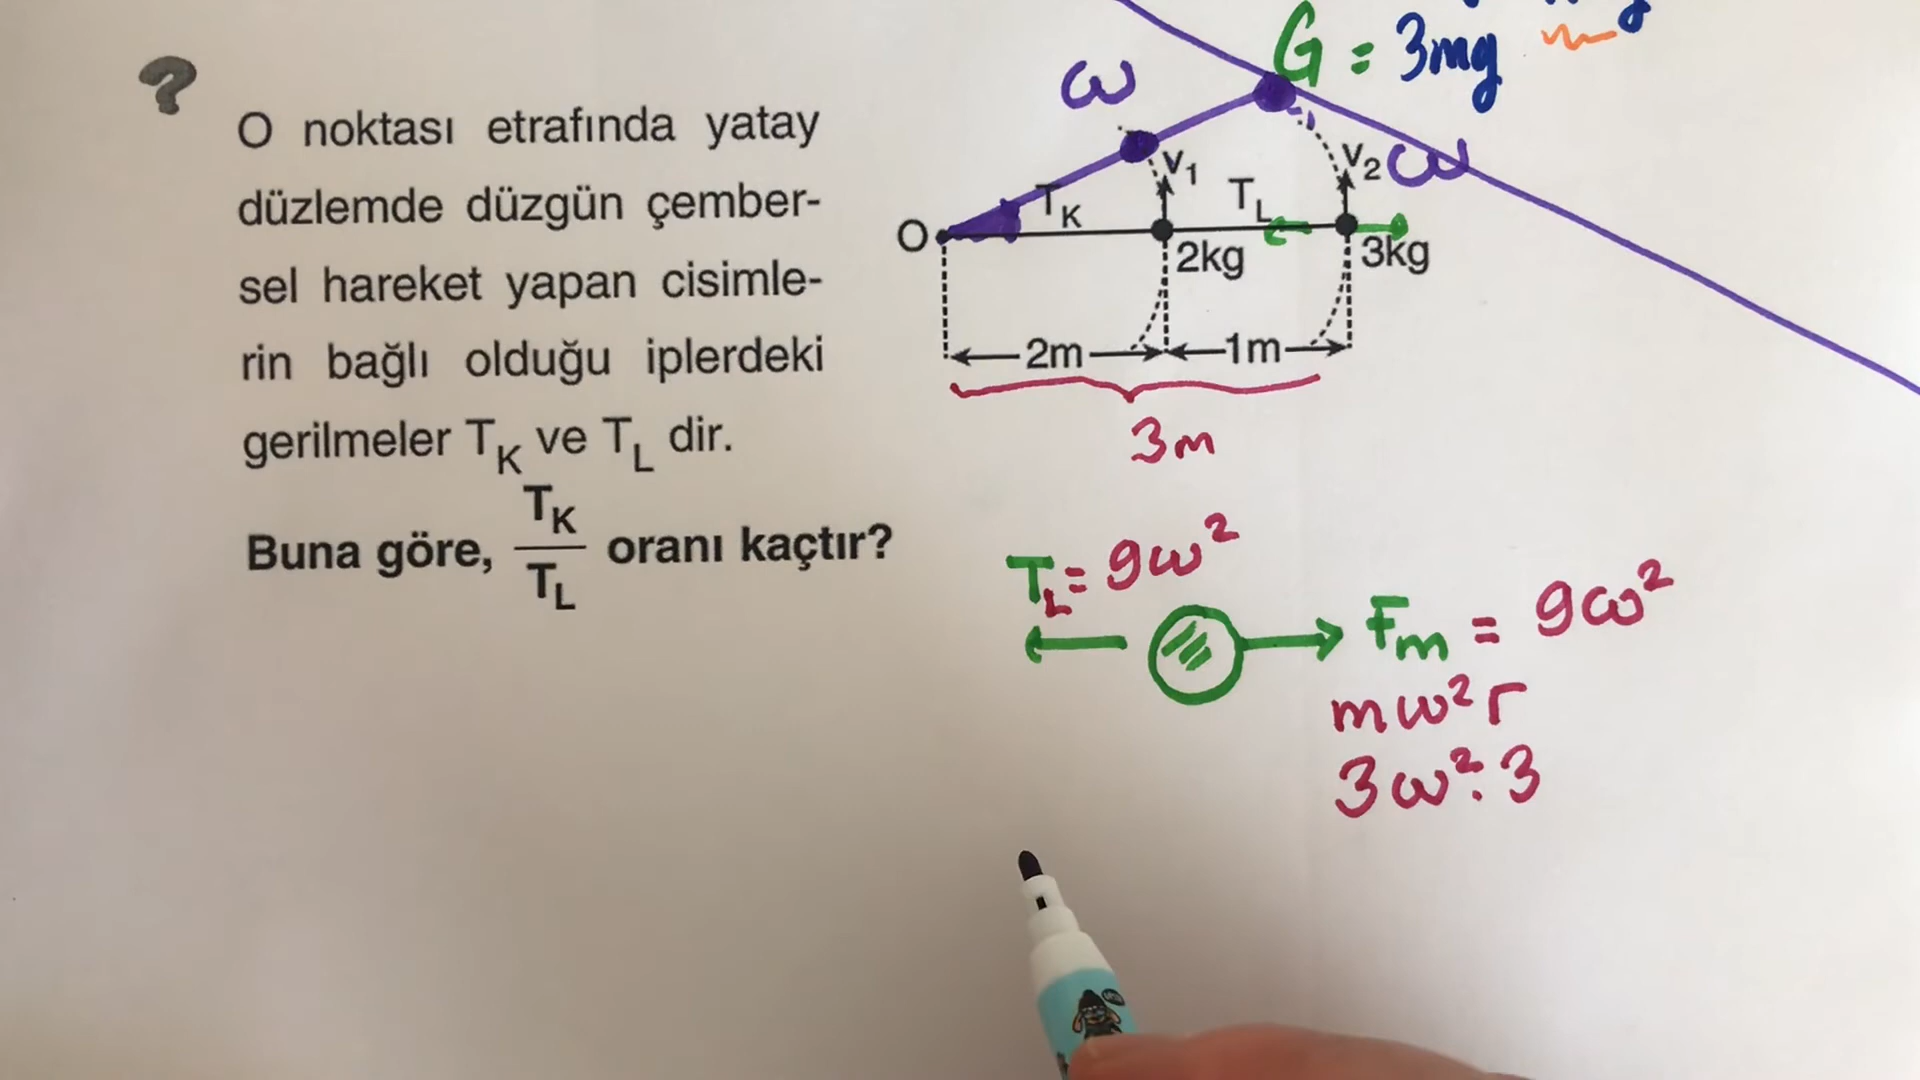 ?
O noktası etrafında yatay
düzlemde düzgün çember-
sel hareket yapan cisimle-
rin bağlı olduğu iplerdeki
gerilmeler T_K ve T_L dir.
Buna göre, T_K / T_L oranı kaçtır?
G = 3mg
ω
V₁
V₂
ω
T_K
T_L
O
2kg
3kg
2m
1m
3m
T_L = 9ω²
F_m = 9ω²
mω²r
3ω².3